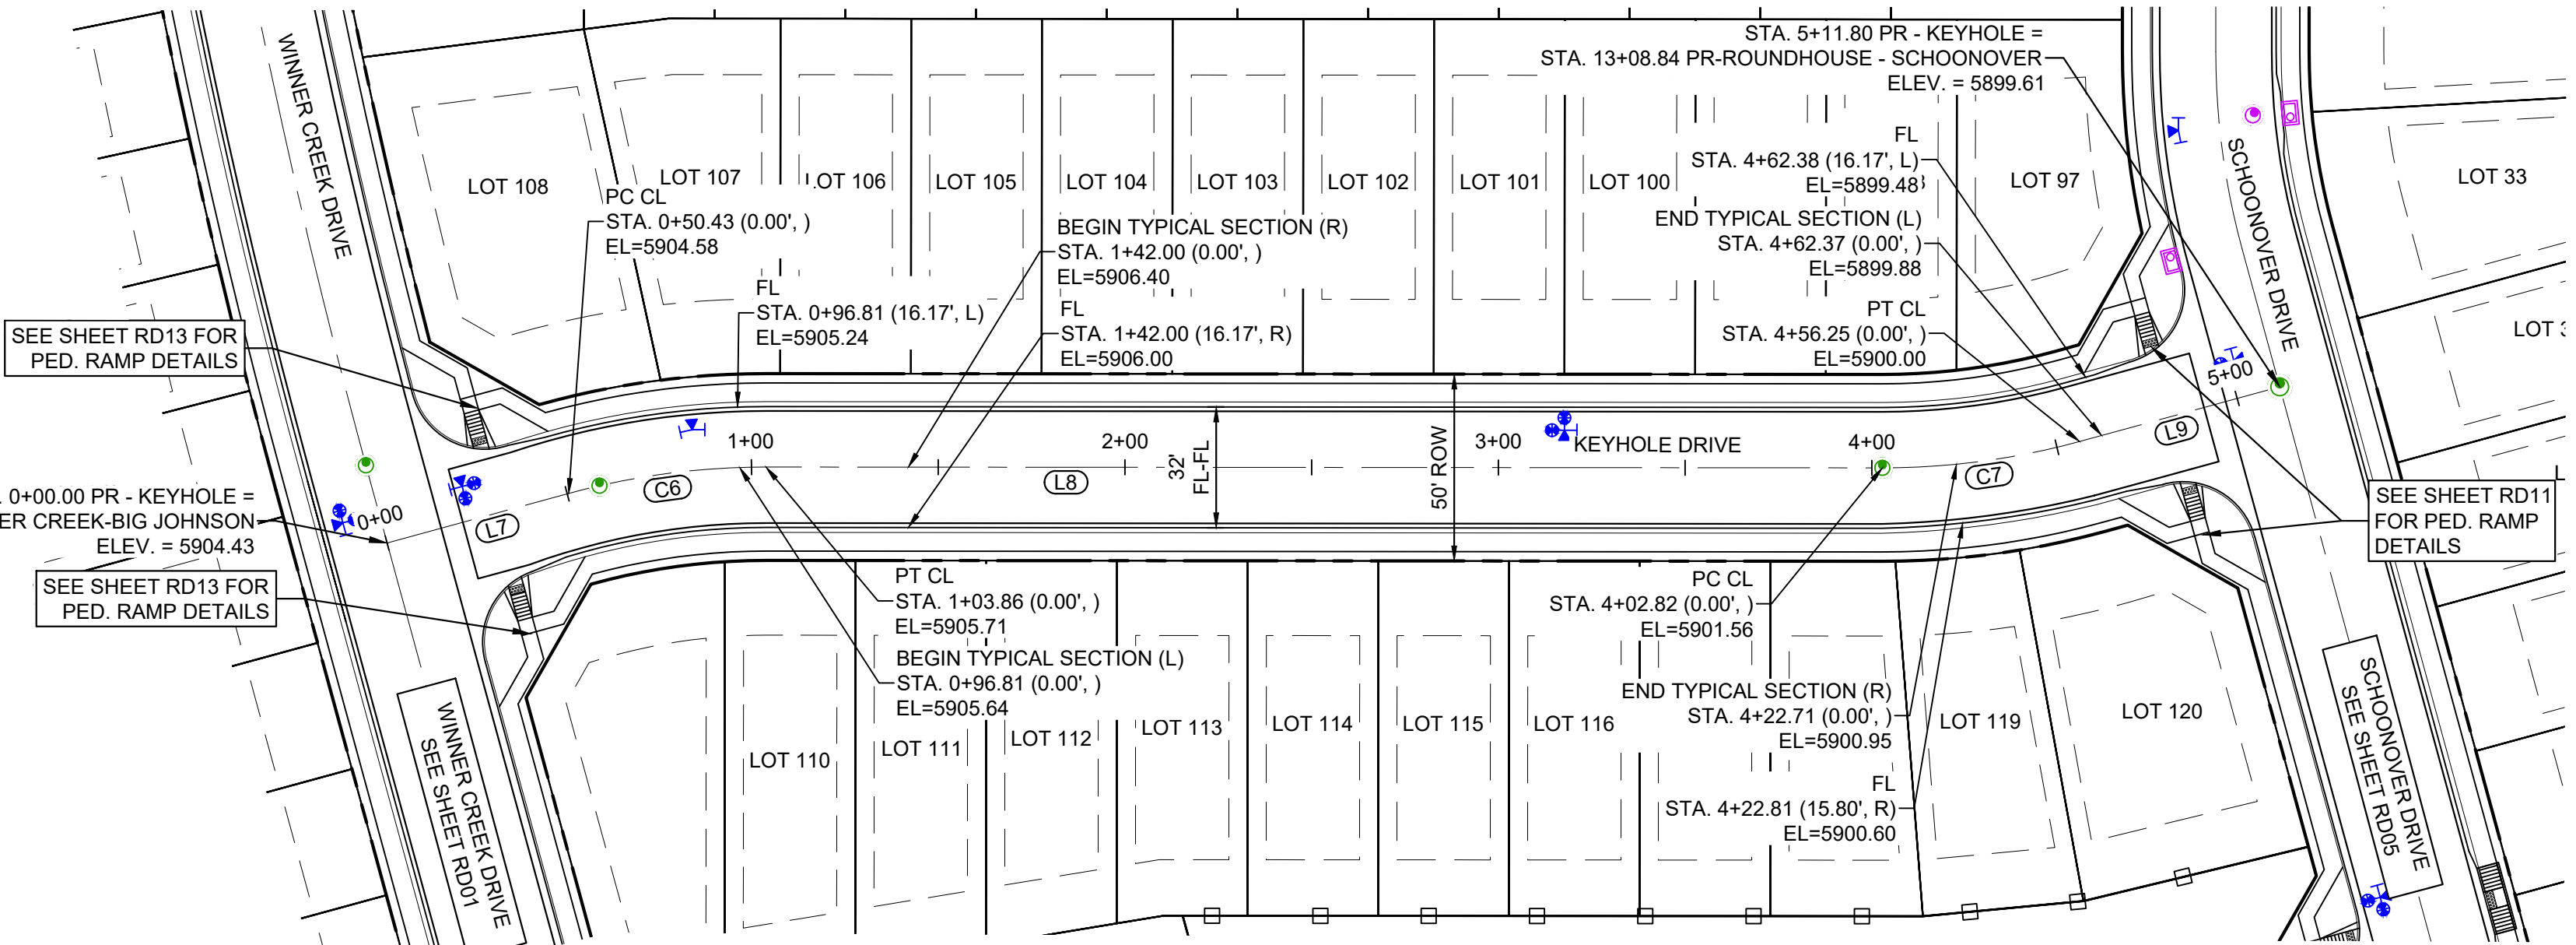 WINNER CREEK DRIVE
LOT 108
LOT 107
LOT 106
LOT 105
LOT 104
LOT 103
LOT 102
LOT 101
LOT 100
LOT 97
LOT 33
LOT
STA. 5+11.80 PR - KEYHOLE =
STA. 13+08.84 PR-ROUNDHOUSE - SCHOONOVER
ELEV. = 5899.61
SCHOONOVER DRIVE
PC CL
STA. 0+50.43 (0.00', )
EL=5904.58
FL
STA. 0+96.81 (16.17', L)
EL=5905.24
BEGIN TYPICAL SECTION (R)
STA. 1+42.00 (0.00', )
EL=5906.40
FL
STA. 1+42.00 (16.17', R)
EL=5906.00
FL
STA. 4+62.38 (16.17', L)
EL=5899.48
END TYPICAL SECTION (L)
STA. 4+62.37 (0.00', )
EL=5899.88
PT CL
STA. 4+56.25 (0.00', )
EL=5900.00
SEE SHEET RD13 FOR
PED. RAMP DETAILS
0+00
1+00
2+00
3+00
4+00
5+00
KEYHOLE DRIVE
L7
C6
L8
C7
L9
32'
FL-FL
50' ROW
. 0+00.00 PR - KEYHOLE =
ER CREEK-BIG JOHNSON
ELEV. = 5904.43
SEE SHEET RD13 FOR
PED. RAMP DETAILS
SEE SHEET RD11
FOR PED. RAMP
DETAILS
L
PT CL
STA. 1+03.86 (0.00', )
EL=5905.71
BEGIN TYPICAL SECTION (L)
STA. 0+96.81 (0.00', )
EL=5905.64
PC CL
STA. 4+02.82 (0.00', )
EL=5901.56
END TYPICAL SECTION (R)
STA. 4+22.71 (0.00', )
EL=5900.95
FL
STA. 4+22.81 (15.80', R)
EL=5900.60
LOT 110
LOT 111
LOT 112
LOT 113
LOT 114
LOT 115
LOT 116
LOT 119
LOT 120
WINNER CREEK DRIVE
SEE SHEET RD01
SCHOONOVER DRIVE
SEE SHEET RD05